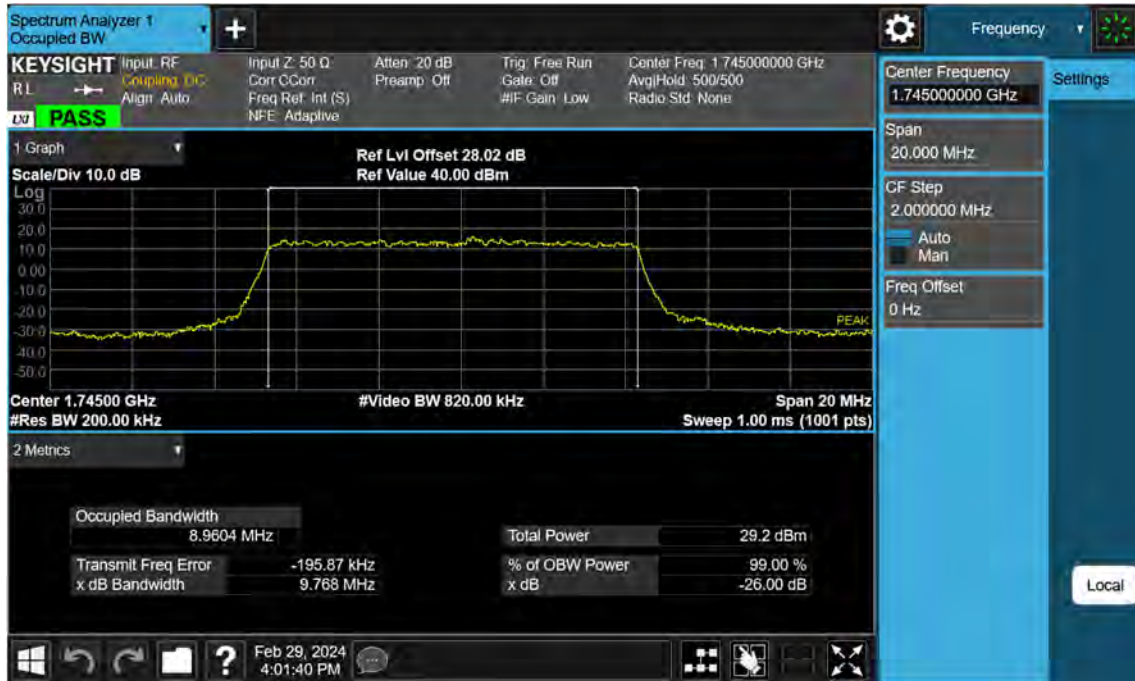 Spectrum Analyzer 1
Occupied BW
+
Frequency
KEYSIGHT
RL
LXI PASS
Input: RF
Coupling: DC
Align: Auto
Input Z: 50 Ω
Corr CCorr
Freq Ref: Int (S)
NFE: Adaptive
Atten: 20 dB
Preamp: Off
Trig: Free Run
Gate: Off
#IF Gain: Low
Center Freq: 1.745000000 GHz
Avg|Hold: 500/500
Radio Std: None
Center Frequency
1.745000000 GHz
Settings
Span
20.000 MHz
CF Step
2.000000 MHz
Auto
Man
Freq Offset
0 Hz
1 Graph
Scale/Div 10.0 dB
Ref Lvl Offset 28.02 dB
Ref Value 40.00 dBm
Log
30.0
20.0
10.0
0.00
-10.0
-20.0
-30.0
-40.0
-50.0
PEAK
Center 1.74500 GHz
#Video BW 820.00 kHz
Span 20 MHz
#Res BW 200.00 kHz
Sweep 1.00 ms (1001 pts)
2 Metrics
Occupied Bandwidth
8.9604 MHz
Total Power 29.2 dBm
Transmit Freq Error -195.87 kHz
% of OBW Power 99.00 %
x dB Bandwidth 9.768 MHz
x dB -26.00 dB
Local
?
Feb 29, 2024
4:01:40 PM